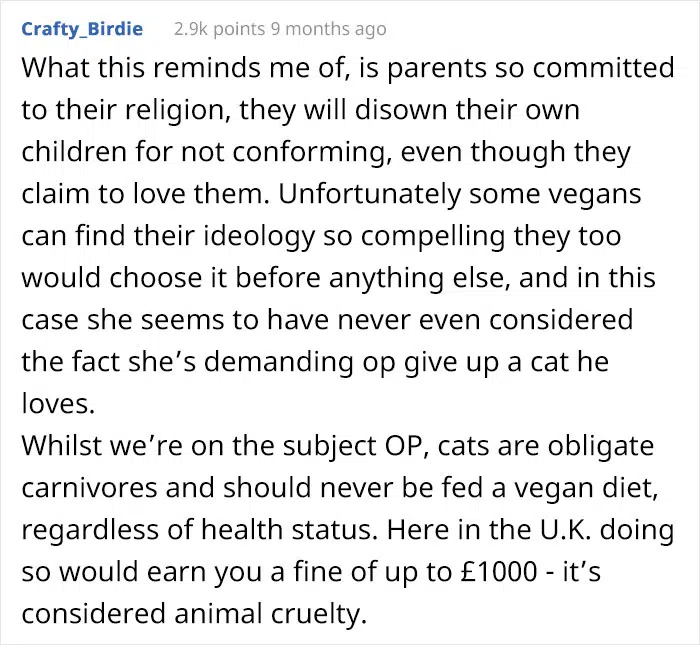 Crafty_Birdie 2.9k points 9 months ago
What this reminds me of, is parents so committed
to their religion, they will disown their own
children for not conforming, even though they
claim to love them. Unfortunately some vegans
can find their ideology so compelling they too
would choose it before anything else, and in this
case she seems to have never even considered
the fact she’s demanding op give up a cat he
loves.
Whilst we’re on the subject OP, cats are obligate
carnivores and should never be fed a vegan diet,
regardless of health status. Here in the U.K. doing
so would earn you a fine of up to £1000 - it’s
considered animal cruelty.